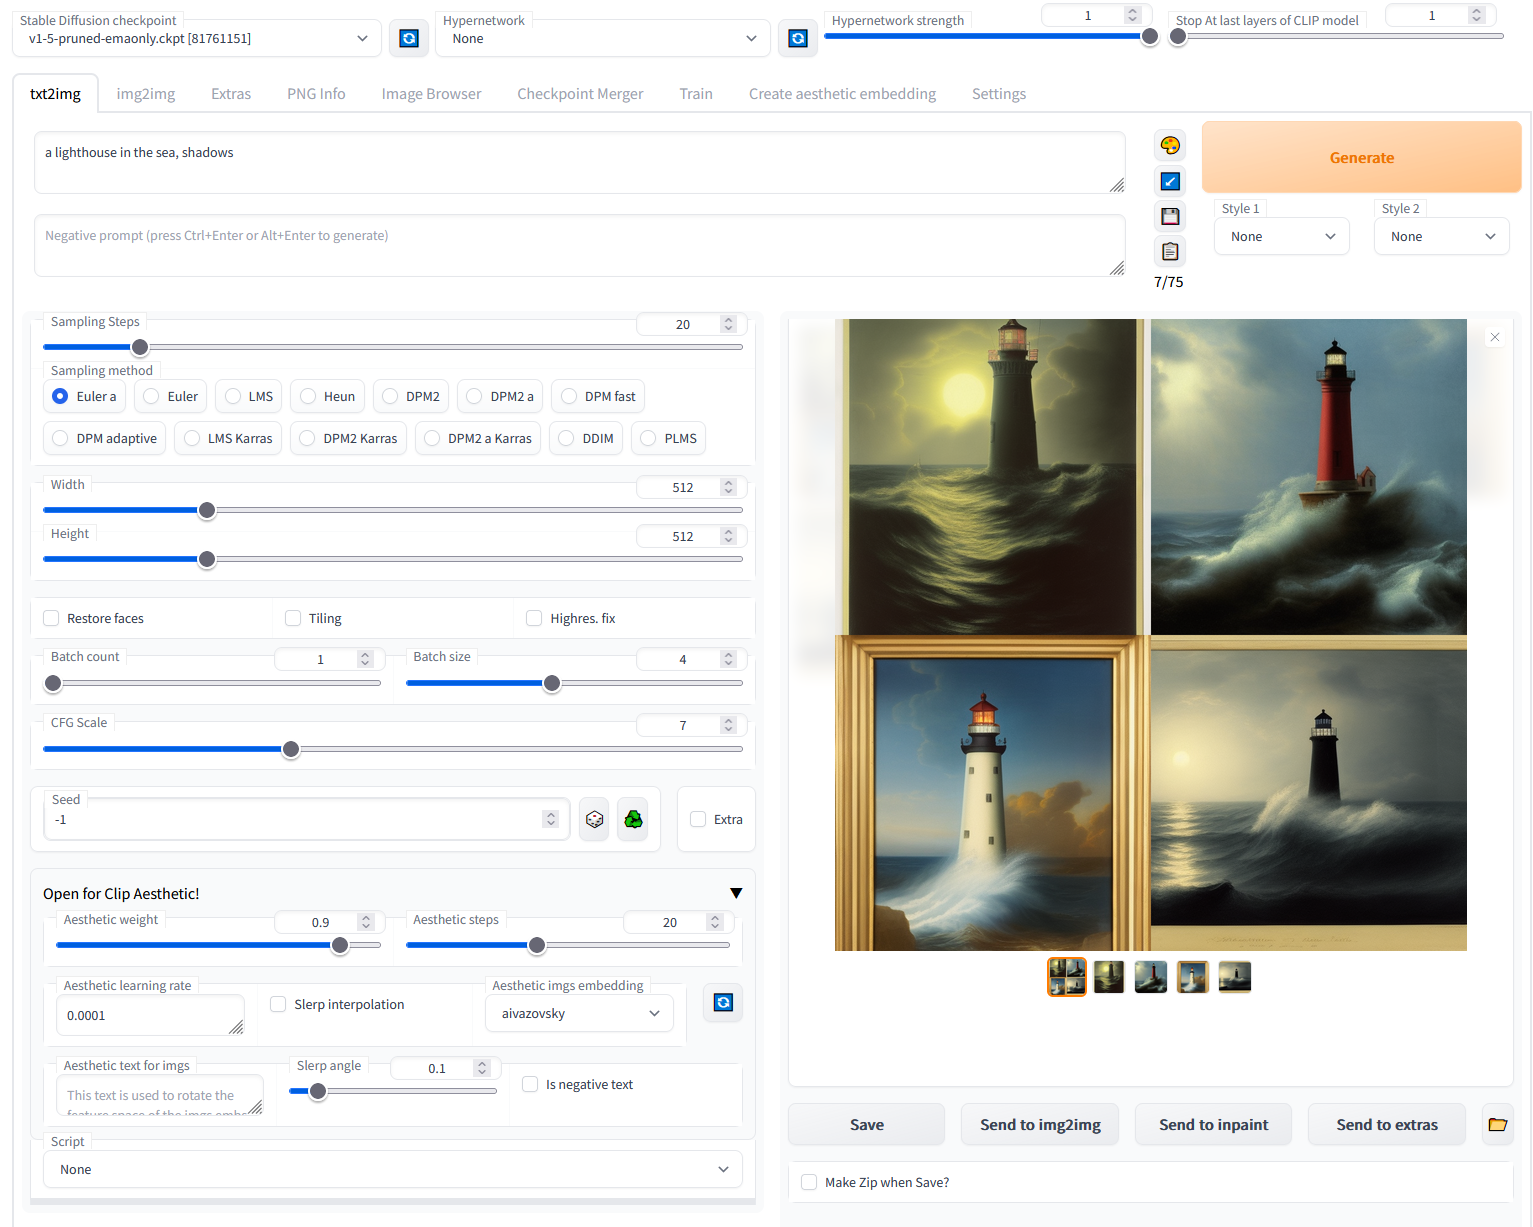 Stable Diffusion checkpoint
v1-5-pruned-emaonly.ckpt [81761151]
Hypernetwork
None
Hypernetwork strength
1
Stop At last layers of CLIP model
1
txt2img
img2img
Extras
PNG Info
Image Browser
Checkpoint Merger
Train
Create aesthetic embedding
Settings
a lighthouse in the sea, shadows
Negative prompt (press Ctrl+Enter or Alt+Enter to generate)
7/75
Generate
Style 1
None
Style 2
None
Sampling Steps
20
Sampling method
Euler a
Euler
LMS
Heun
DPM2
DPM2 a
DPM fast
DPM adaptive
LMS Karras
DPM2 Karras
DPM2 a Karras
DDIM
PLMS
Width
512
Height
512
Restore faces
Tiling
Highres. fix
Batch count
1
Batch size
4
CFG Scale
7
Seed
-1
Extra
Open for Clip Aesthetic!
Aesthetic weight
0.9
Aesthetic steps
20
Aesthetic learning rate
0.0001
Slerp interpolation
Aesthetic imgs embedding
aivazovsky
Aesthetic text for imgs
This text is used to rotate the
feature space of the imgs embs
Slerp angle
0.1
Is negative text
Script
None
Save
Send to img2img
Send to inpaint
Send to extras
Make Zip when Save?